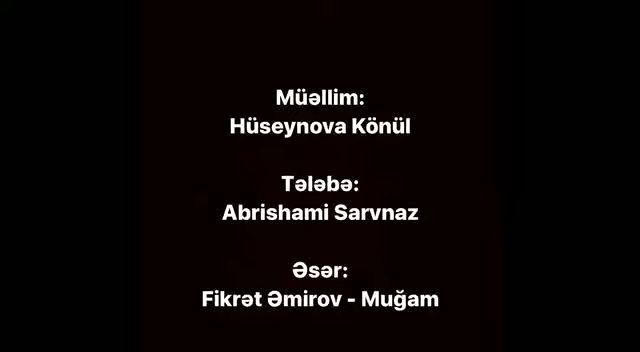 Müəllim:
Hüseynova Könül
Tələbə:
Abrishami Sarvnaz
Əsər:
Fikrət Əmirov - Muğam